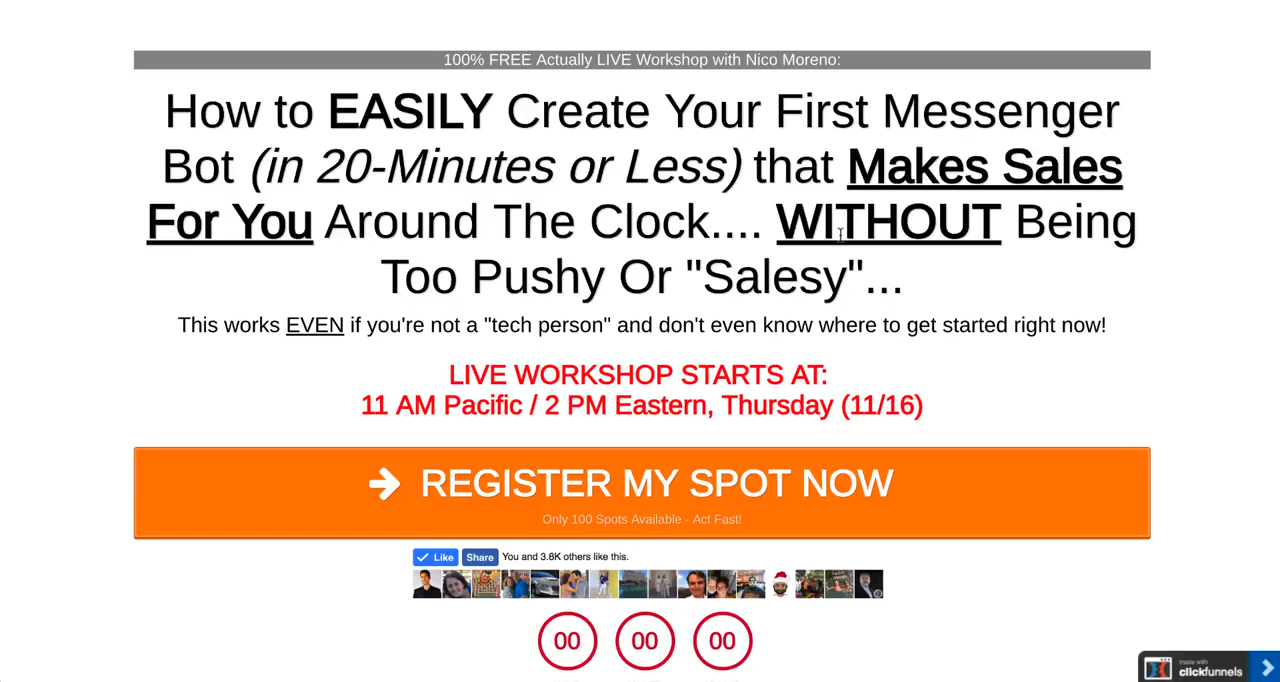 100% FREE Actually LIVE Workshop with Nico Moreno:
How to EASILY Create Your First Messenger
Bot (in 20-Minutes or Less) that Makes Sales
For You Around The Clock.... WITHOUT Being
Too Pushy Or "Salesy"...
This works EVEN if you're not a "tech person" and don't even know where to get started right now!
LIVE WORKSHOP STARTS AT:
11 AM Pacific / 2 PM Eastern, Thursday (11/16)
REGISTER MY SPOT NOW
Only 100 Spots Available - Act Fast!
Like Share You and 3.8K others like this.
00 00 00
made with
clickfunnels